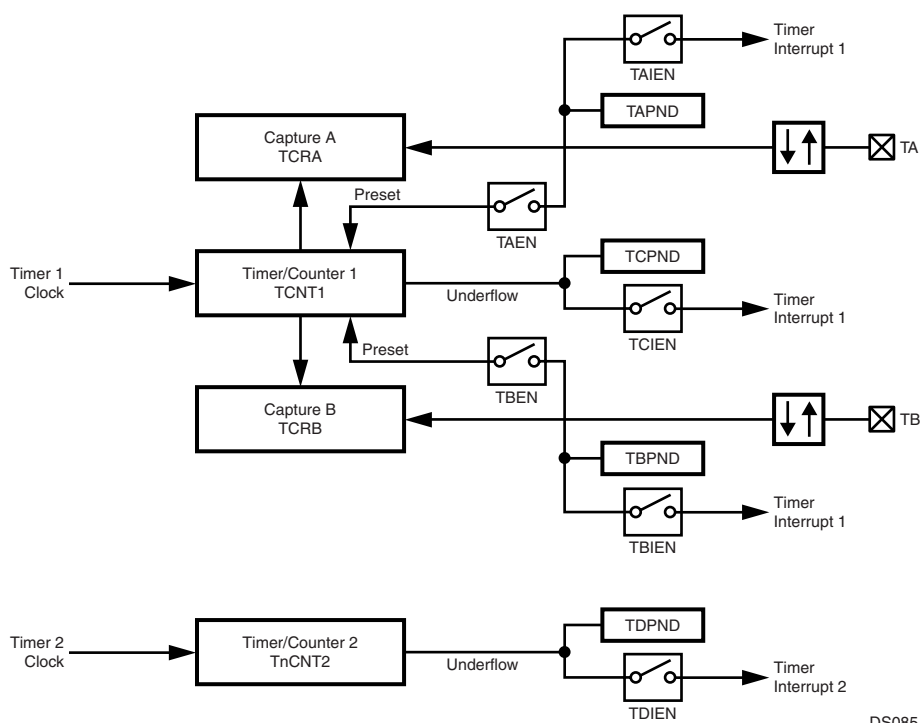 Timer
Interrupt 1
TAIEN
TAPND
Capture A
TCRA
TA
Preset
TAEN
TCPND
Timer 1
Clock
Timer/Counter 1
TCNT1
Underflow
Timer
Interrupt 1
TCIEN
Preset
TBEN
Capture B
TCRB
TB
TBPND
Timer
Interrupt 1
TBIEN
TDPND
Timer 2
Clock
Timer/Counter 2
TnCNT2
Underflow
Timer
Interrupt 2
TDIEN